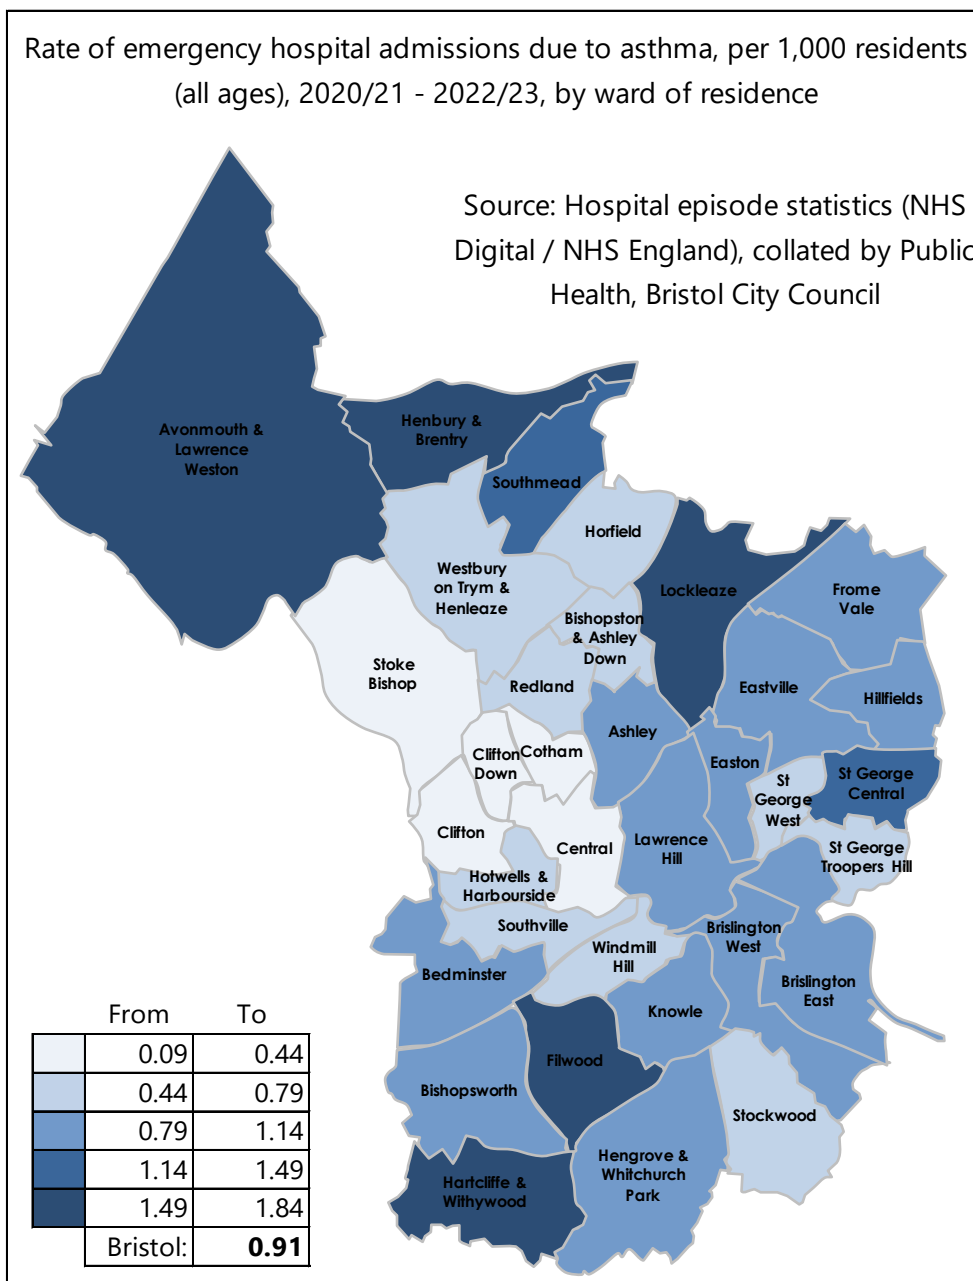 Rate of emergency hospital admissions due to asthma, per 1,000 residents
(all ages), 2020/21 - 2022/23, by ward of residence
Source: Hospital episode statistics (NHS
Digital / NHS England), collated by Public
Health, Bristol City Council
Avonmouth &
Lawrence
Weston
Henbury &
Brentry
Southmead
Horfield
Westbury
on Trym &
Henleaze
Lockleaze
Frome
Vale
Bishopston
& Ashley
Down
Stoke
Bishop
Redland
Eastville
Hillfields
Ashley
Clifton
Down
Cotham
Easton
St
George
West
St George
Central
Clifton
Central
Lawrence
Hill
St George
Troopers Hill
Hotwells &
Harbourside
Southville
Windmill
Hill
Brislington
West
Bedminster
Brislington
East
Knowle
Filwood
Bishopsworth
Stockwood
Hengrove &
Whitchurch
Park
Hartcliffe &
Withywood
From To
0.09 0.44
0.44 0.79
0.79 1.14
1.14 1.49
1.49 1.84
Bristol: 0.91